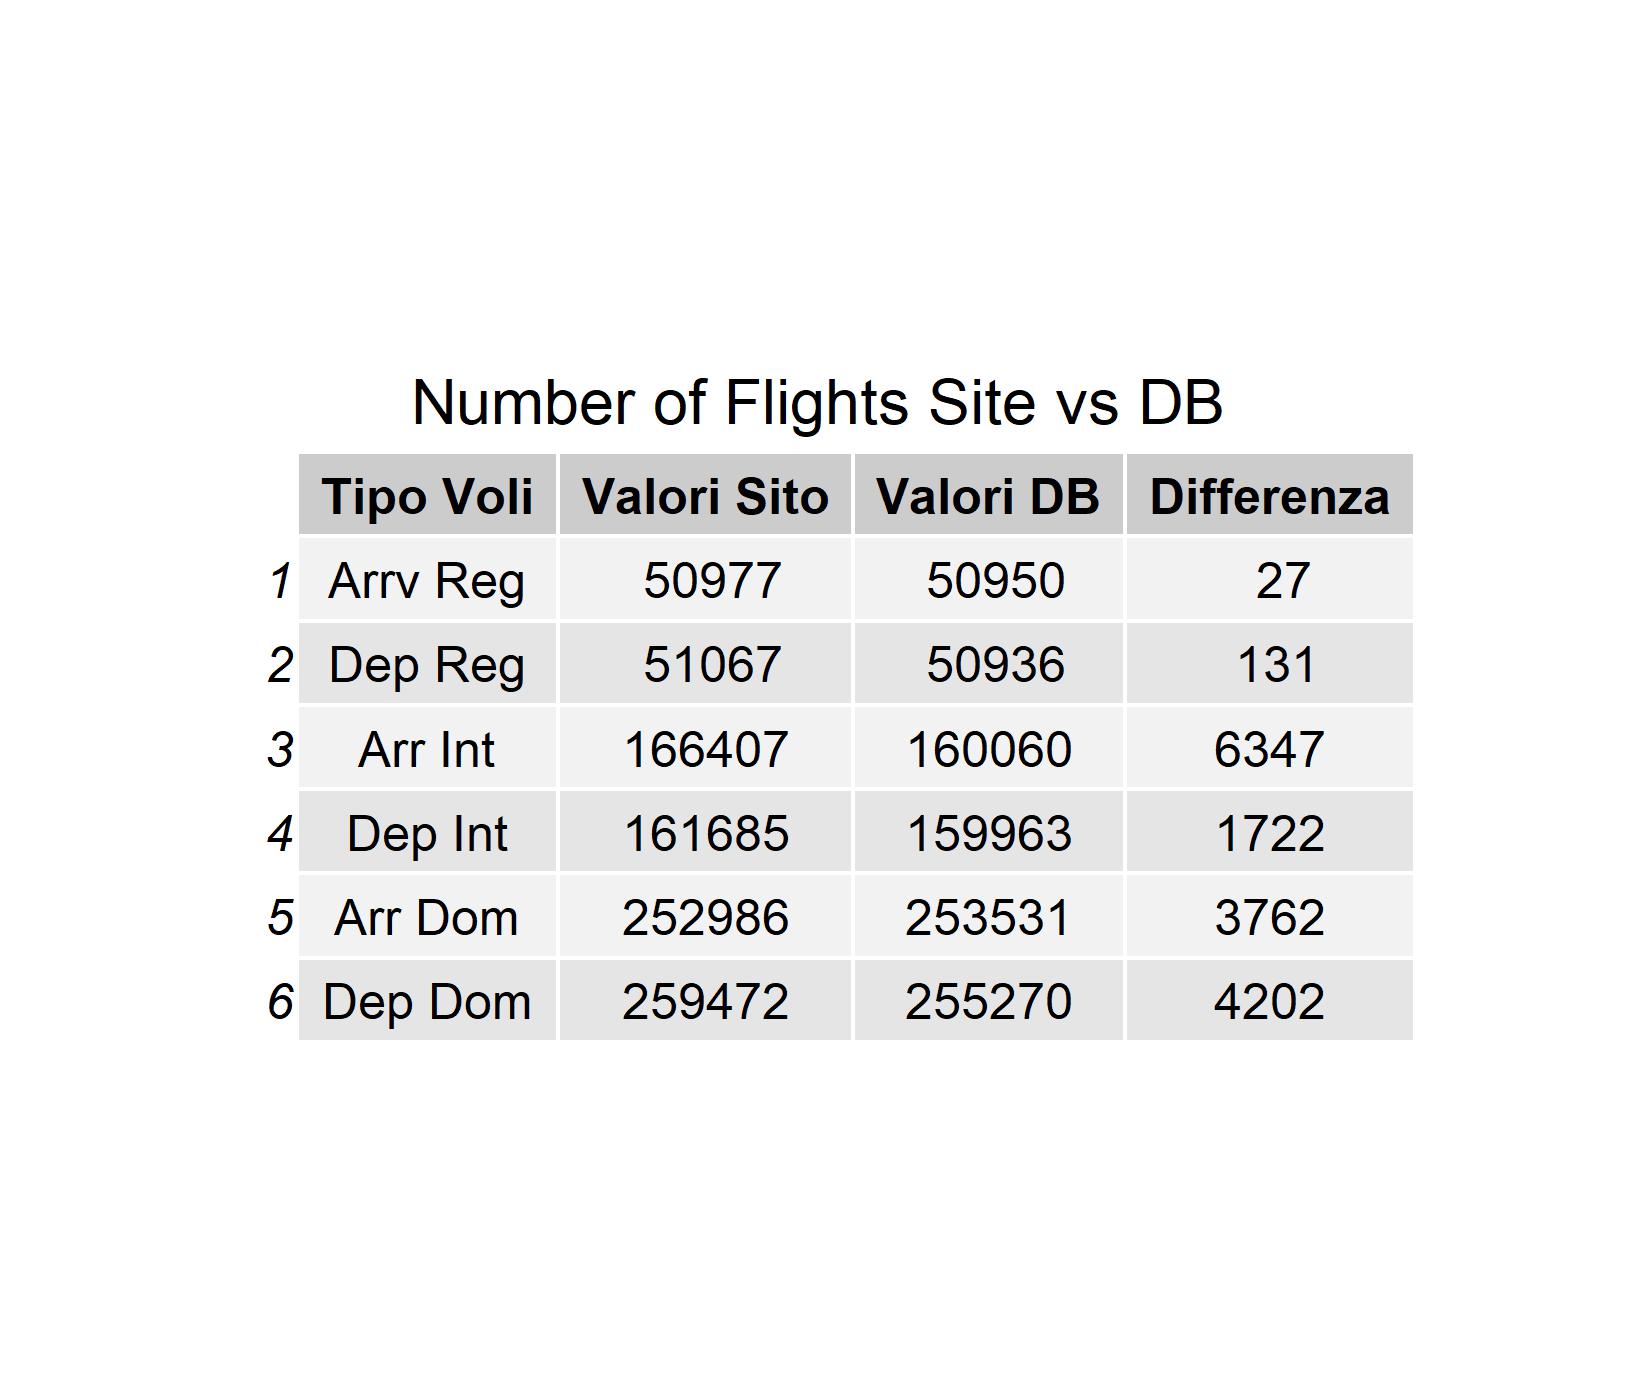 Number of Flights Site vs DB
Tipo Voli Valori Sito Valori DB Differenza
1 Arrv Reg 50977 50950 27
2 Dep Reg 51067 50936 131
3 Arr Int 166407 160060 6347
4 Dep Int 161685 159963 1722
5 Arr Dom 252986 253531 3762
6 Dep Dom 259472 255270 4202